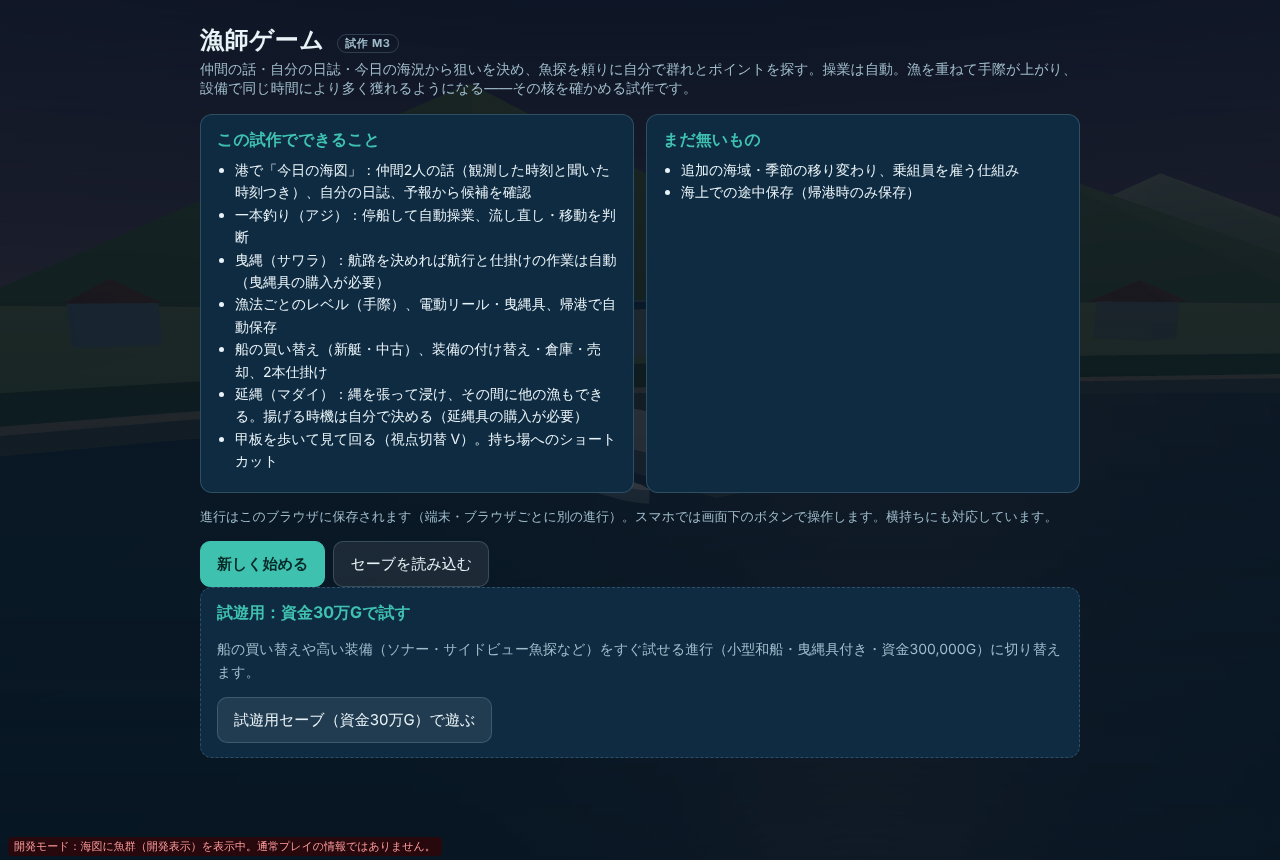 漁師ゲーム 試作 M3
仲間の話・自分の日誌・今日の海況から狙いを決め、魚探を頼りに自分で群れとポイントを探す。操業は自動。漁を重ねて手際が上がり、
設備で同じ時間により多く獲れるようになる——その核を確かめる試作です。
この試作でできること
• 港で「今日の海図」：仲間2人の話（観測した時刻と聞いた
時刻つき）、自分の日誌、予報から候補を確認
• 一本釣り（アジ）：停船して自動操業、流し直し・移動を判
断
• 曳縄（サワラ）：航路を決めれば航行と仕掛けの作業は自動
（曳縄具の購入が必要）
• 漁法ごとのレベル（手際）、電動リール・曳縄具、帰港で自
動保存
• 船の買い替え（新艇・中古）、装備の付け替え・倉庫・売
却、2本仕掛け
• 延縄（マダイ）：縄を張って浸け、その間に他の漁もでき
る。揚げる時機は自分で決める（延縄具の購入が必要）
• 甲板を歩いて見て回る（視点切替 V）。持ち場へのショート
カット
まだ無いもの
• 追加の海域・季節の移り変わり、乗組員を雇う仕組み
• 海上での途中保存（帰港時のみ保存）
進行はこのブラウザに保存されます（端末・ブラウザごとに別の進行）。スマホでは画面下のボタンで操作します。横持ちにも対応しています。
新しく始める
セーブを読み込む
試遊用：資金30万Gで試す
船の買い替えや高い装備（ソナー・サイドビュー魚探など）をすぐ試せる進行（小型和船・曳縄具付き・資金300,000G）に切り替え
ます。
試遊用セーブ（資金30万G）で遊ぶ
開発モード：海図に魚群（開発表示）を表示中。通常プレイの情報ではありません。